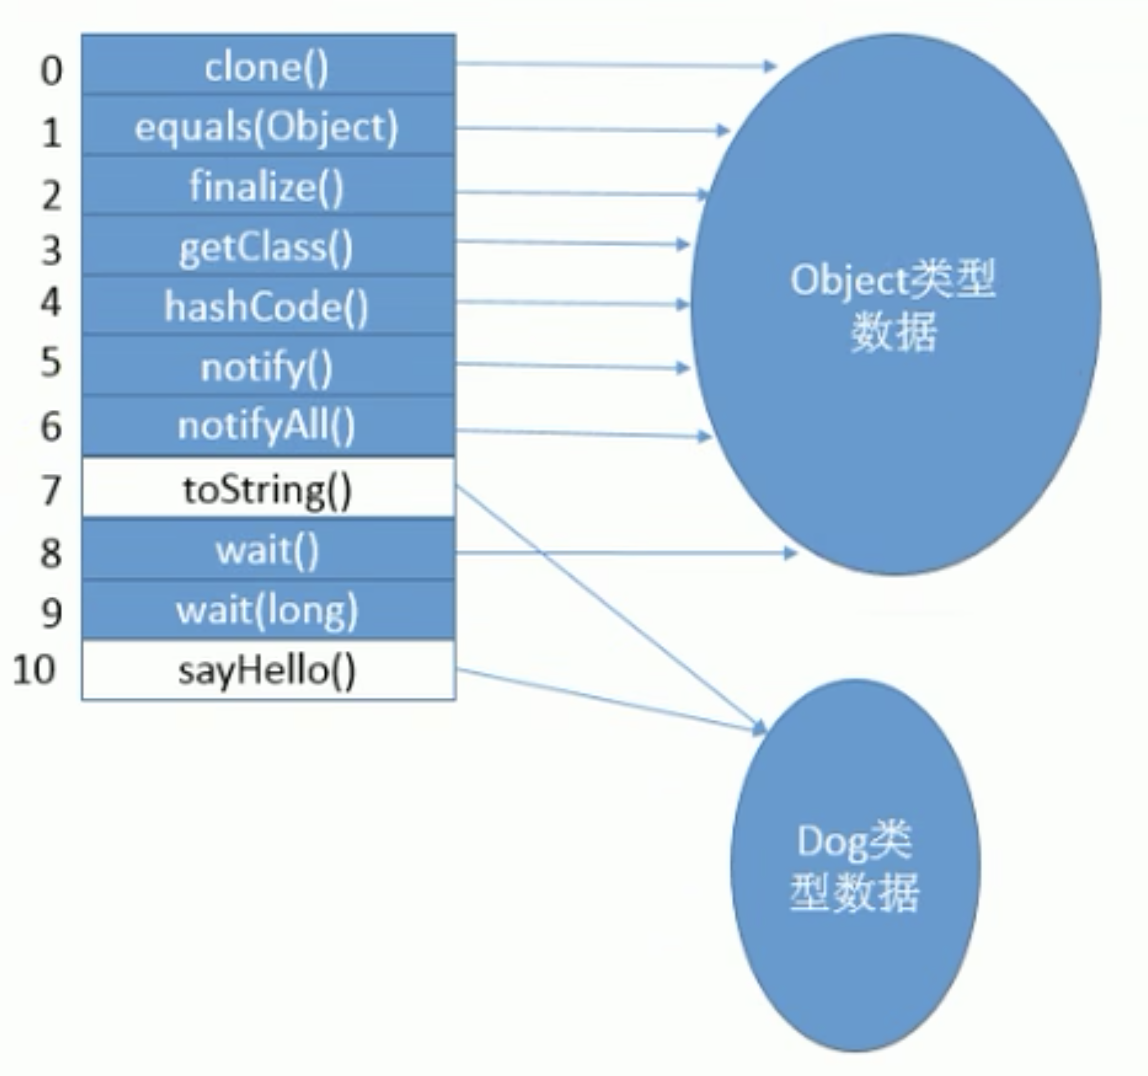 0 clone()
1 equals(Object)
2 finalize()
3 getClass()
4 hashCode()
5 notify()
6 notifyAll()
7 toString()
8 wait()
9 wait(long)
10 sayHello()
Object类型
数据
Dog类
型数据